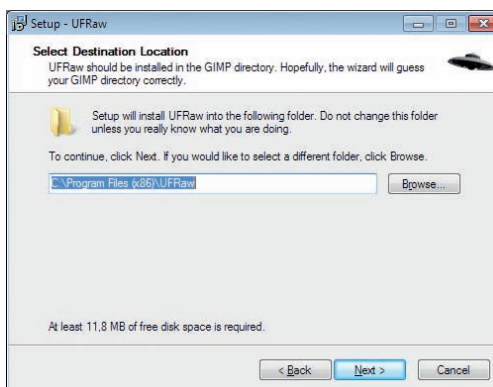 Setup - UFRaw
Select Destination Location
UFRaw should be installed in the GIMP directory. Hopefully, the wizard will guess
your GIMP directory correctly.
Setup will install UFRaw into the following folder. Do not change this folder
unless you really know what you are doing.
To continue, click Next. If you would like to select a different folder, click Browse.
C:\Program Files (x86)\UFRaw
Browse...
At least 11,8 MB of free disk space is required.
< Back
Next >
Cancel